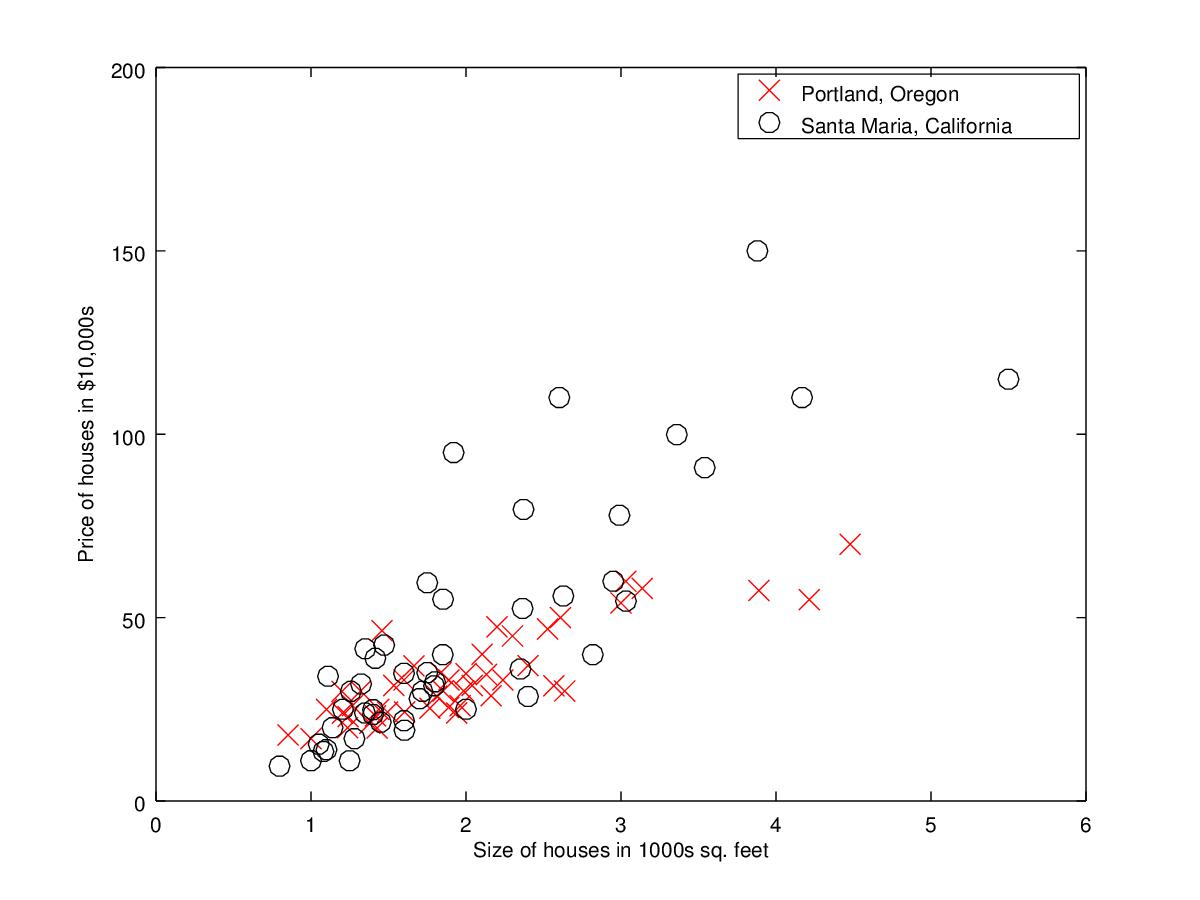 200
150
100
50
0
Price of houses in $10,000s
Portland, Oregon
Santa Maria, California
0 1 2 3 4 5 6
Size of houses in 1000s sq. feet